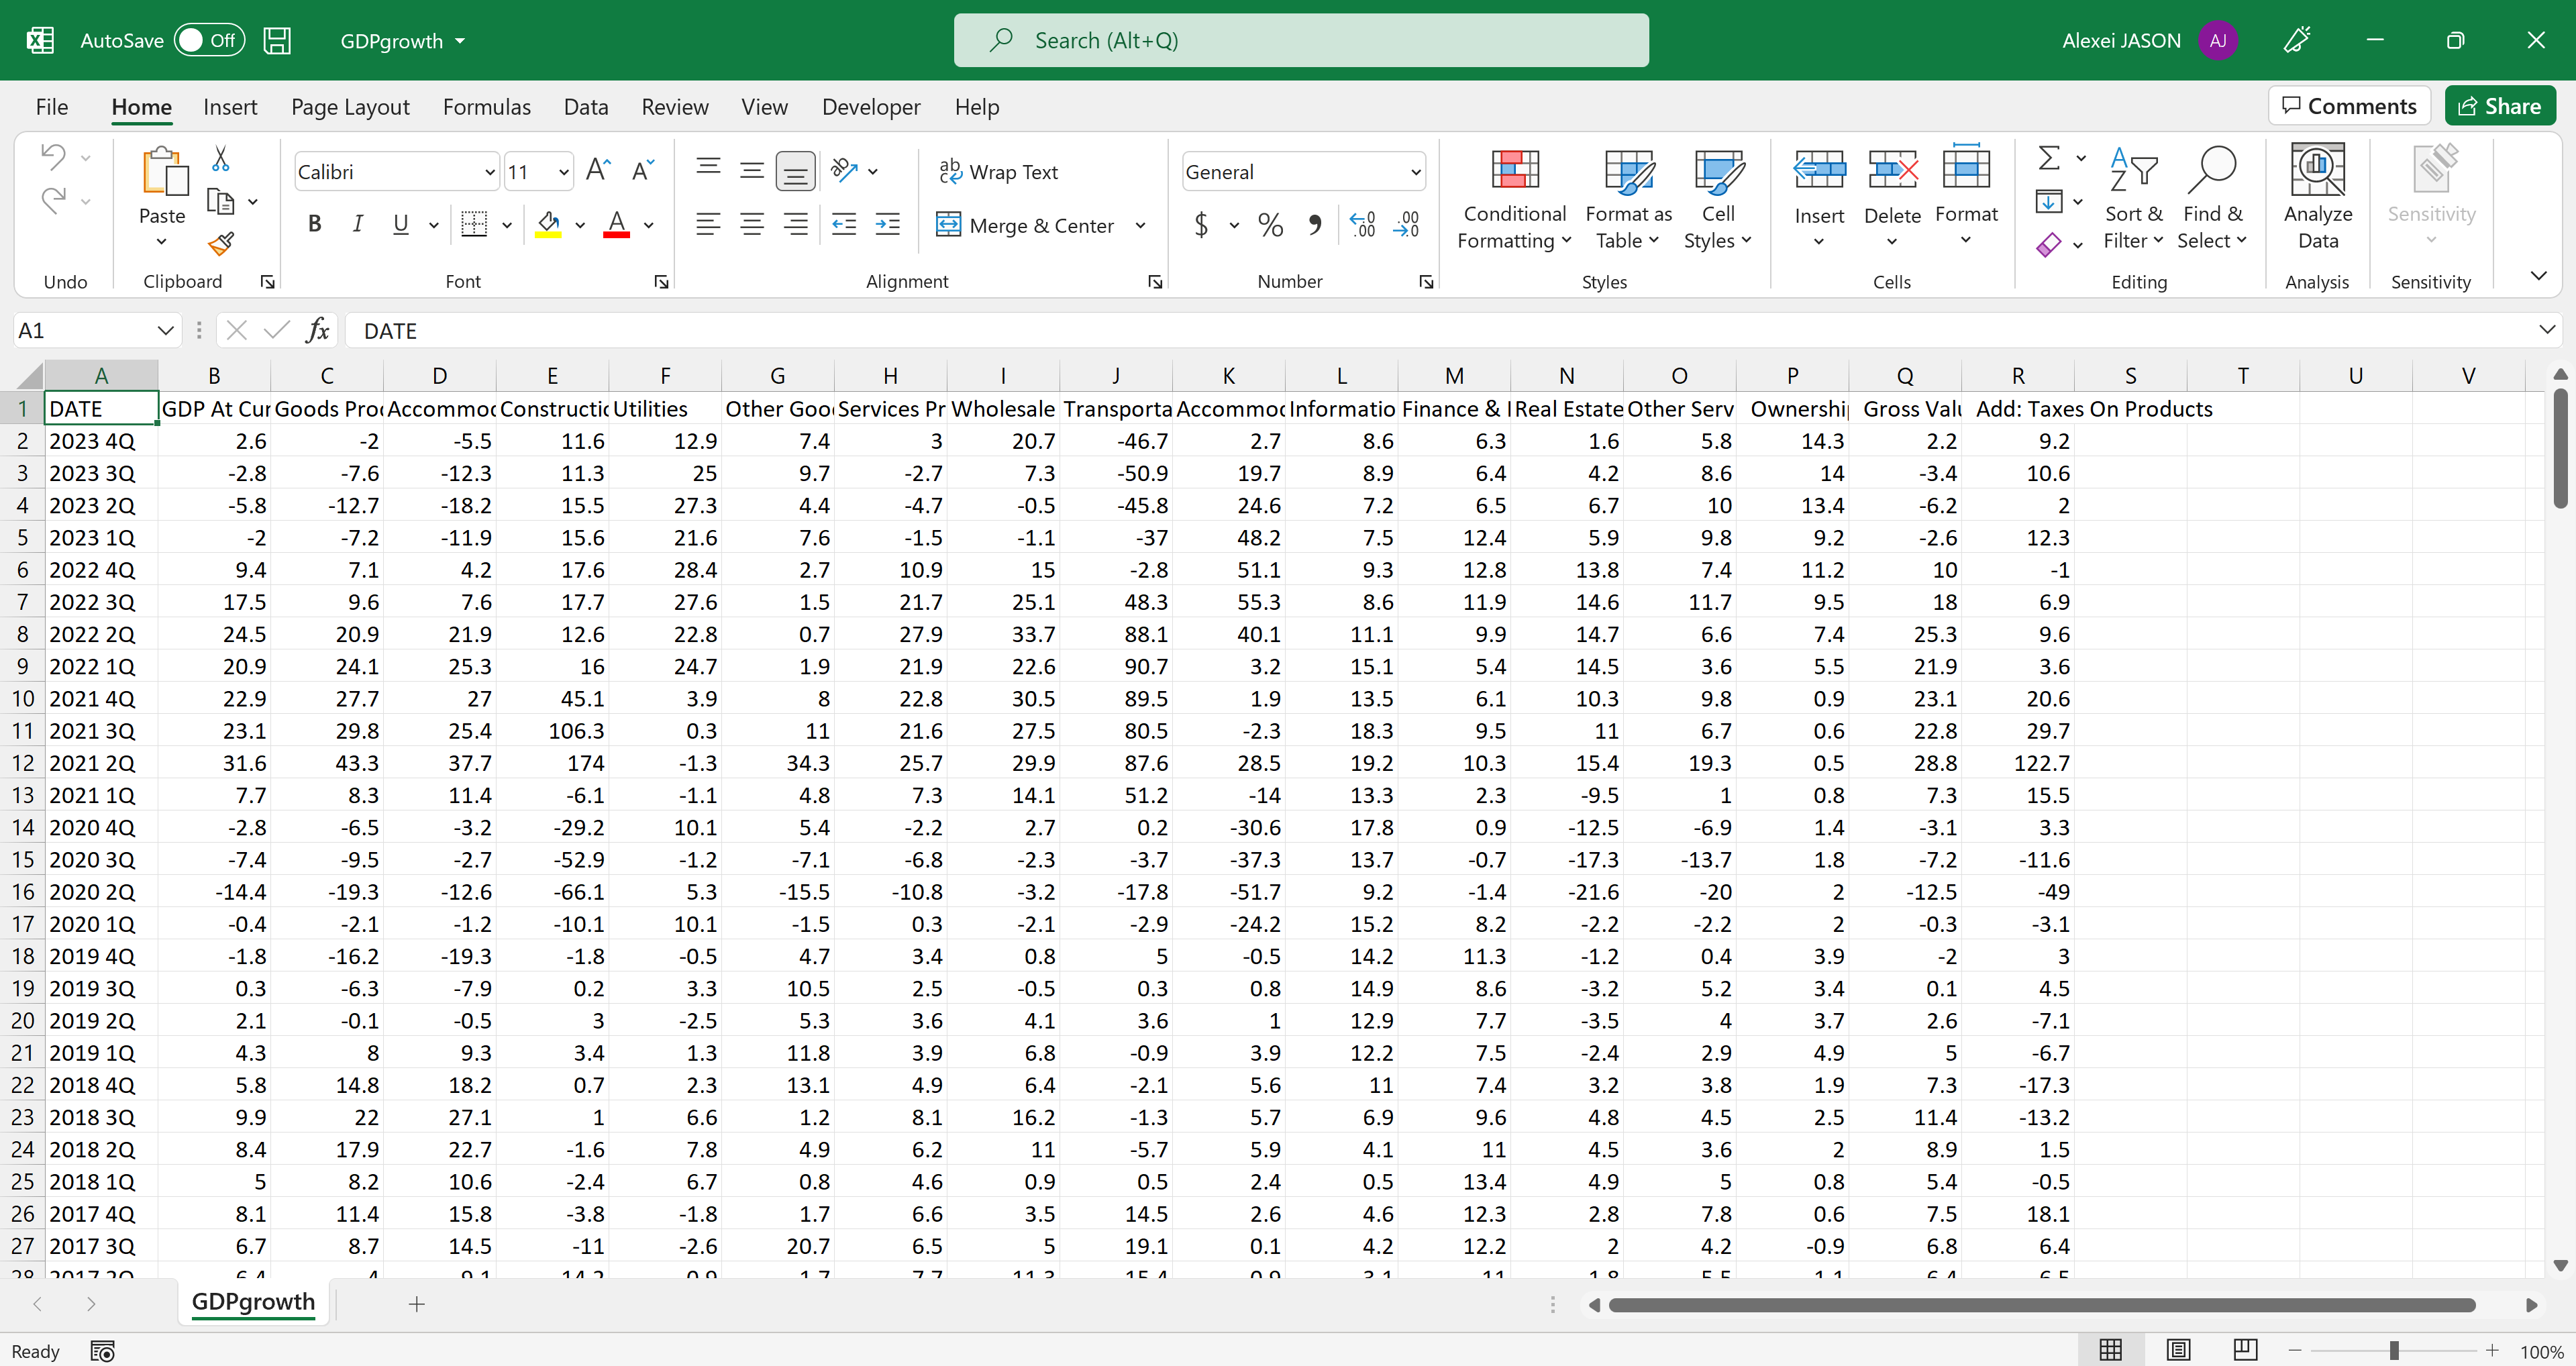 AutoSave Off GDPgrowth Search (Alt+Q) Alexei JASON AJ
File Home Insert Page Layout Formulas Data Review View Developer Help Comments Share
Calibri 11 Wrap Text General
Paste B I U Merge & Center $ % Conditional Formatting Format as Table Cell Styles Insert Delete Format Sort & Filter Find & Select Analyze Data Sensitivity
Undo Clipboard Font Alignment Number Styles Cells Editing Analysis Sensitivity
A1 fx DATE
A B C D E F G H I J K L M N O P Q R S T U V
1 DATE GDP At Cur Goods Proc Accommoc Constructic Utilities Other Goo Services Pr Wholesale Transporta Accommoc Informatio Finance & I Real Estate Other Serv Ownership Gross Valu Add: Taxes On Products
2 2023 4Q 2.6 -2 -5.5 11.6 12.9 7.4 3 20.7 -46.7 2.7 8.6 6.3 1.6 5.8 14.3 2.2 9.2
3 2023 3Q -2.8 -7.6 -12.3 11.3 25 9.7 -2.7 7.3 -50.9 19.7 8.9 6.4 4.2 8.6 14 -3.4 10.6
4 2023 2Q -5.8 -12.7 -18.2 15.5 27.3 4.4 -4.7 -0.5 -45.8 24.6 7.2 6.5 6.7 10 13.4 -6.2 2
5 2023 1Q -2 -7.2 -11.9 15.6 21.6 7.6 -1.5 -1.1 -37 48.2 7.5 12.4 5.9 9.8 9.2 -2.6 12.3
6 2022 4Q 9.4 7.1 4.2 17.6 28.4 2.7 10.9 15 -2.8 51.1 9.3 12.8 13.8 7.4 11.2 10 -1
7 2022 3Q 17.5 9.6 7.6 17.7 27.6 1.5 21.7 25.1 48.3 55.3 8.6 11.9 14.6 11.7 9.5 18 6.9
8 2022 2Q 24.5 20.9 21.9 12.6 22.8 0.7 27.9 33.7 88.1 40.1 11.1 9.9 14.7 6.6 7.4 25.3 9.6
9 2022 1Q 20.9 24.1 25.3 16 24.7 1.9 21.9 22.6 90.7 3.2 15.1 5.4 14.5 3.6 5.5 21.9 3.6
10 2021 4Q 22.9 27.7 27 45.1 3.9 8 22.8 30.5 89.5 1.9 13.5 6.1 10.3 9.8 0.9 23.1 20.6
11 2021 3Q 23.1 29.8 25.4 106.3 0.3 11 21.6 27.5 80.5 -2.3 18.3 9.5 11 6.7 0.6 22.8 29.7
12 2021 2Q 31.6 43.3 37.7 174 -1.3 34.3 25.7 29.9 87.6 28.5 19.2 10.3 15.4 19.3 0.5 28.8 122.7
13 2021 1Q 7.7 8.3 11.4 -6.1 -1.1 4.8 7.3 14.1 51.2 -14 13.3 2.3 -9.5 1 0.8 7.3 15.5
14 2020 4Q -2.8 -6.5 -3.2 -29.2 10.1 5.4 -2.2 2.7 0.2 -30.6 17.8 0.9 -12.5 -6.9 1.4 -3.1 3.3
15 2020 3Q -7.4 -9.5 -2.7 -52.9 -1.2 -7.1 -6.8 -2.3 -3.7 -37.3 13.7 -0.7 -17.3 -13.7 1.8 -7.2 -11.6
16 2020 2Q -14.4 -19.3 -12.6 -66.1 5.3 -15.5 -10.8 -3.2 -17.8 -51.7 9.2 -1.4 -21.6 -20 2 -12.5 -49
17 2020 1Q -0.4 -2.1 -1.2 -10.1 10.1 -1.5 0.3 -2.1 -2.9 -24.2 15.2 8.2 -2.2 -2.2 2 -0.3 -3.1
18 2019 4Q -1.8 -16.2 -19.3 -1.8 -0.5 4.7 3.4 0.8 5 -0.5 14.2 11.3 -1.2 0.4 3.9 -2 3
19 2019 3Q 0.3 -6.3 -7.9 0.2 3.3 10.5 2.5 -0.5 0.3 0.8 14.9 8.6 -3.2 5.2 3.4 0.1 4.5
20 2019 2Q 2.1 -0.1 -0.5 3 -2.5 5.3 3.6 4.1 3.6 1 12.9 7.7 -3.5 4 3.7 2.6 -7.1
21 2019 1Q 4.3 8 9.3 3.4 1.3 11.8 3.9 6.8 -0.9 3.9 12.2 7.5 -2.4 2.9 4.9 5 -6.7
22 2018 4Q 5.8 14.8 18.2 0.7 2.3 13.1 4.9 6.4 -2.1 5.6 11 7.4 3.2 3.8 1.9 7.3 -17.3
23 2018 3Q 9.9 22 27.1 1 6.6 1.2 8.1 16.2 -1.3 5.7 6.9 9.6 4.8 4.5 2.5 11.4 -13.2
24 2018 2Q 8.4 17.9 22.7 -1.6 7.8 4.9 6.2 11 -5.7 5.9 4.1 11 4.5 3.6 2 8.9 1.5
25 2018 1Q 5 8.2 10.6 -2.4 6.7 0.8 4.6 0.9 0.5 2.4 0.5 13.4 4.9 5 0.8 5.4 -0.5
26 2017 4Q 8.1 11.4 15.8 -3.8 -1.8 1.7 6.6 3.5 14.5 2.6 4.6 12.3 2.8 7.8 0.6 7.5 18.1
27 2017 3Q 6.7 8.7 14.5 -11 -2.6 20.7 6.5 5 19.1 0.1 4.2 12.2 2 4.2 -0.9 6.8 6.4
GDPgrowth
Ready 100%